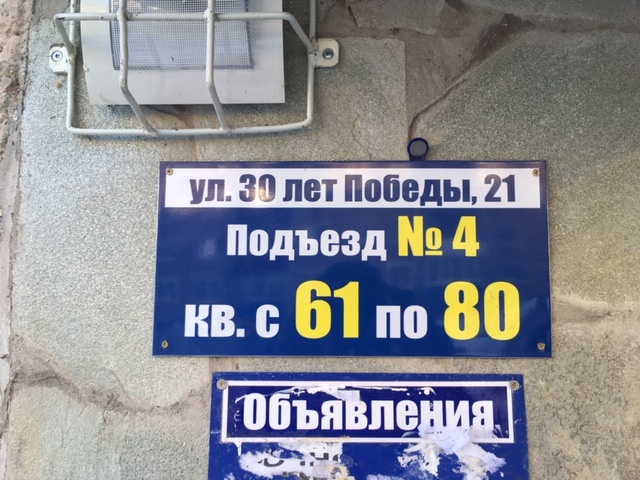 ул. 30 лет Победы, 21
Подъезд № 4
кв. с 61 по 80
Объявления